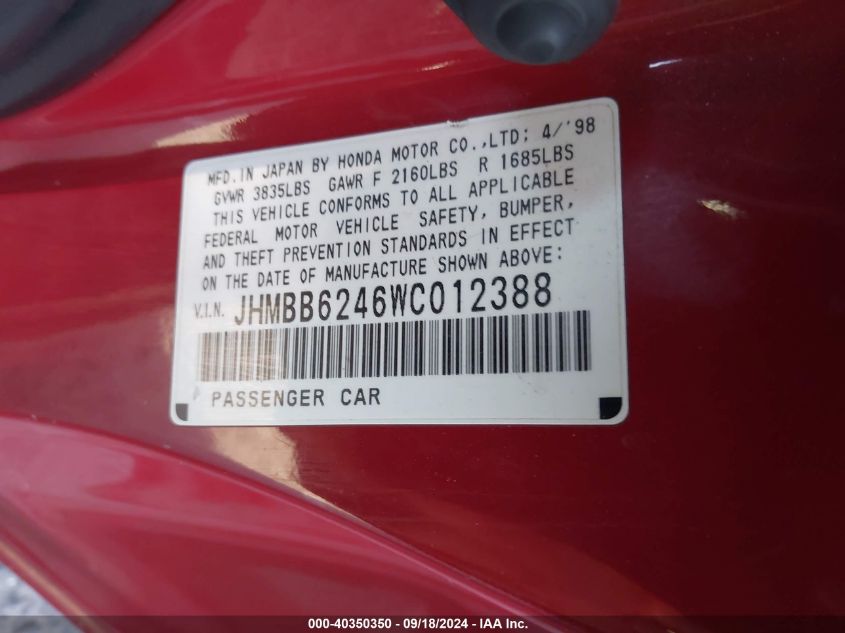 MFD.IN JAPAN BY HONDA MOTOR CO.,LTD; 4/'98
GVWR 3835LBS GAWR F 2160LBS R 1685LBS
THIS VEHICLE CONFORMS TO ALL APPLICABLE
FEDERAL MOTOR VEHICLE SAFETY, BUMPER,
AND THEFT PREVENTION STANDARDS IN EFFECT
ON THE DATE OF MANUFACTURE SHOWN ABOVE:
V.I.N. JHMBB6246WC012388
PASSENGER CAR
000-40350350 - 09/18/2024 - IAA Inc.